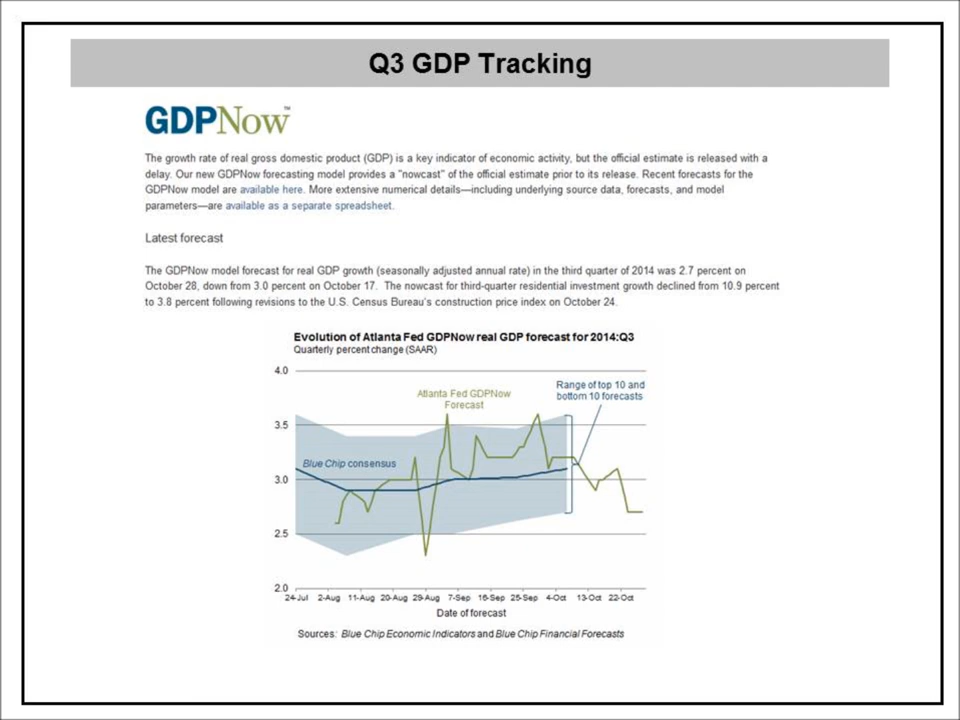 Q3 GDP Tracking
GDPNow™
The growth rate of real gross domestic product (GDP) is a key indicator of economic activity, but the official estimate is released with a
delay. Our new GDPNow forecasting model provides a "nowcast" of the official estimate prior to its release. Recent forecasts for the
GDPNow model are available here. More extensive numerical details—including underlying source data, forecasts, and model
parameters—are available as a separate spreadsheet.
Latest forecast
The GDPNow model forecast for real GDP growth (seasonally adjusted annual rate) in the third quarter of 2014 was 2.7 percent on
October 28, down from 3.0 percent on October 17. The nowcast for third-quarter residential investment growth declined from 10.9 percent
to 3.8 percent following revisions to the U.S. Census Bureau's construction price index on October 24.
Evolution of Atlanta Fed GDPNow real GDP forecast for 2014:Q3
Quarterly percent change (SAAR)
4.0
Atlanta Fed GDPNow
Forecast
Range of top 10 and
bottom 10 forecasts
3.5
Blue Chip consensus
3.0
2.5
2.0
24-Jul 2-Aug 11-Aug 20-Aug 29-Aug 7-Sep 16-Sep 25-Sep 4-Oct 13-Oct 22-Oct
Date of forecast
Sources: Blue Chip Economic Indicators and Blue Chip Financial Forecasts